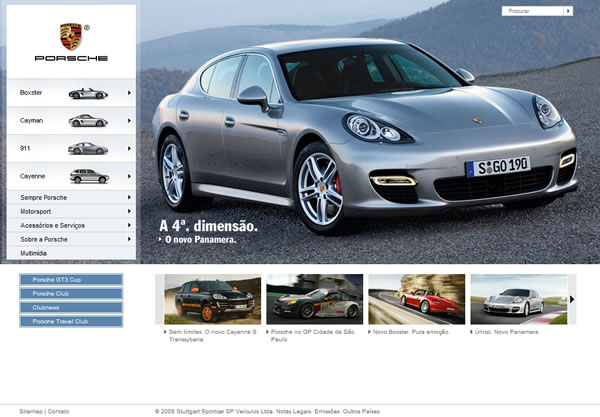 Procurar
PORSCHE
Boxster
Cayman
911
Cayenne
Sempre Porsche
Motorsport
Acessórios e Serviços
Sobre a Porsche
Multimídia
A 4ª. dimensão.
O novo Panamera.
S GO 190
Porsche GT3 Cup
Porsche Club
Clubnews
Porsche Travel Club
Sem limites. O novo Cayenne S
Transsyberia.
Porsche no GP Cidade de São
Paulo
Novo Boxster. Pura emoção.
Único. Novo Panamera.
Sitemap | Contato
© 2008 Stuttgart Sportcar SP Veículos Ltda. Notas Legais. Emissões. Outros Países.